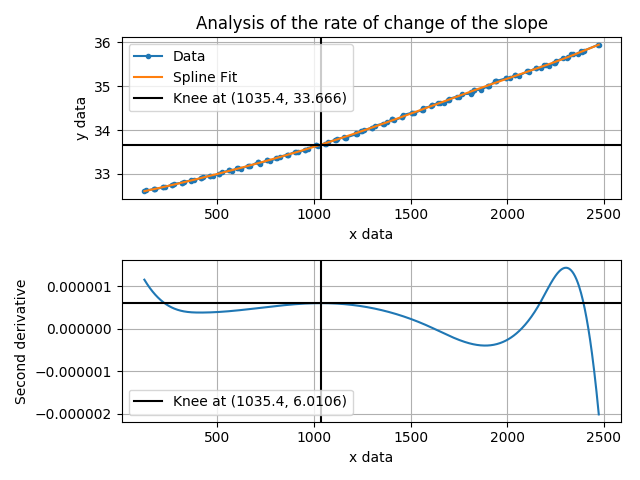 Analysis of the rate of change of the slope
36
35
34
33
y data
Data
Spline Fit
Knee at (1035.4, 33.666)
500 1000 1500 2000 2500
x data
0.000001
0.000000
−0.000001
−0.000002
Second derivative
Knee at (1035.4, 6.0106)
500 1000 1500 2000 2500
x data